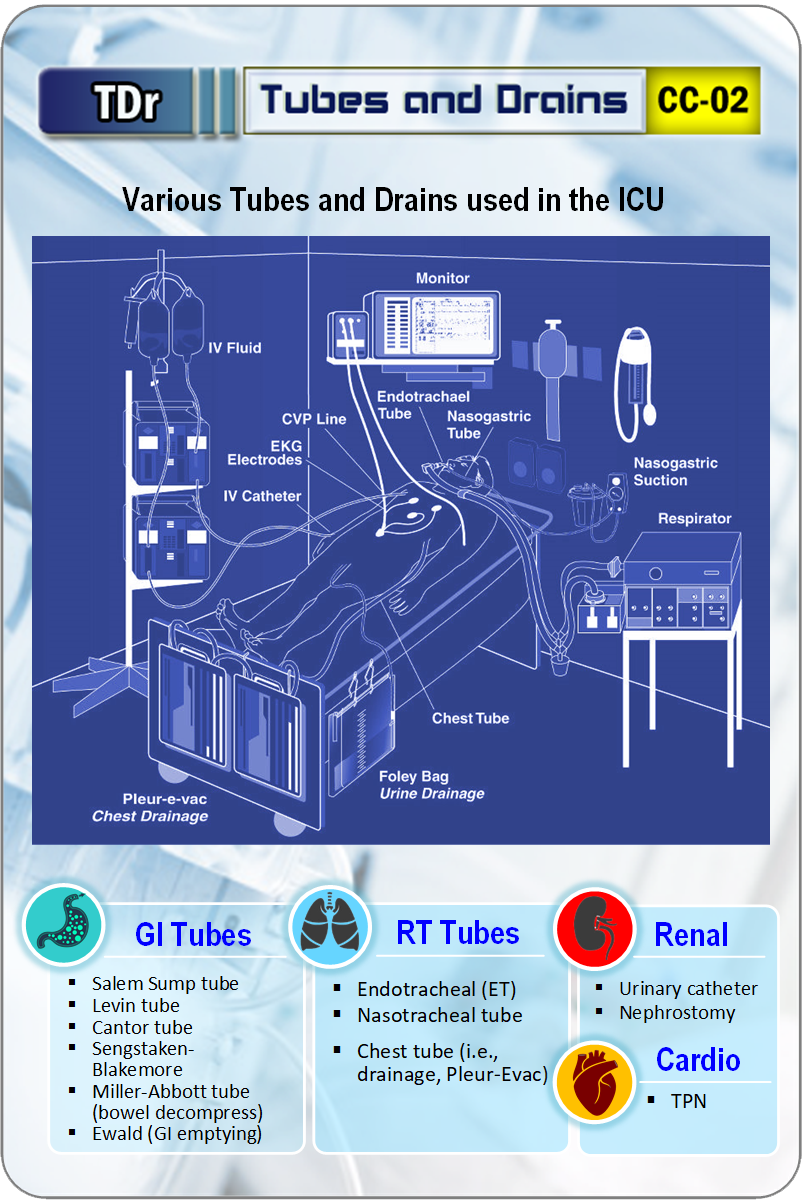 TDr
Tubes and Drains
CC-02
Various Tubes and Drains used in the ICU
Monitor
IV Fluid
Endotrachael
Tube
CVP Line
Nasogastric
Tube
EKG
Electrodes
Nasogastric
Suction
IV Catheter
Respirator
Chest Tube
Foley Bag
Urine Drainage
Pleur-e-vac
Chest Drainage
GI Tubes
▪ Salem Sump tube
▪ Levin tube
▪ Cantor tube
▪ Sengstaken-
Blakemore
▪ Miller-Abbott tube
(bowel decompress)
▪ Ewald (GI emptying)
RT Tubes
▪ Endotracheal (ET)
▪ Nasotracheal tube
▪ Chest tube (i.e.,
drainage, Pleur-Evac)
Renal
▪ Urinary catheter
▪ Nephrostomy
Cardio
▪ TPN